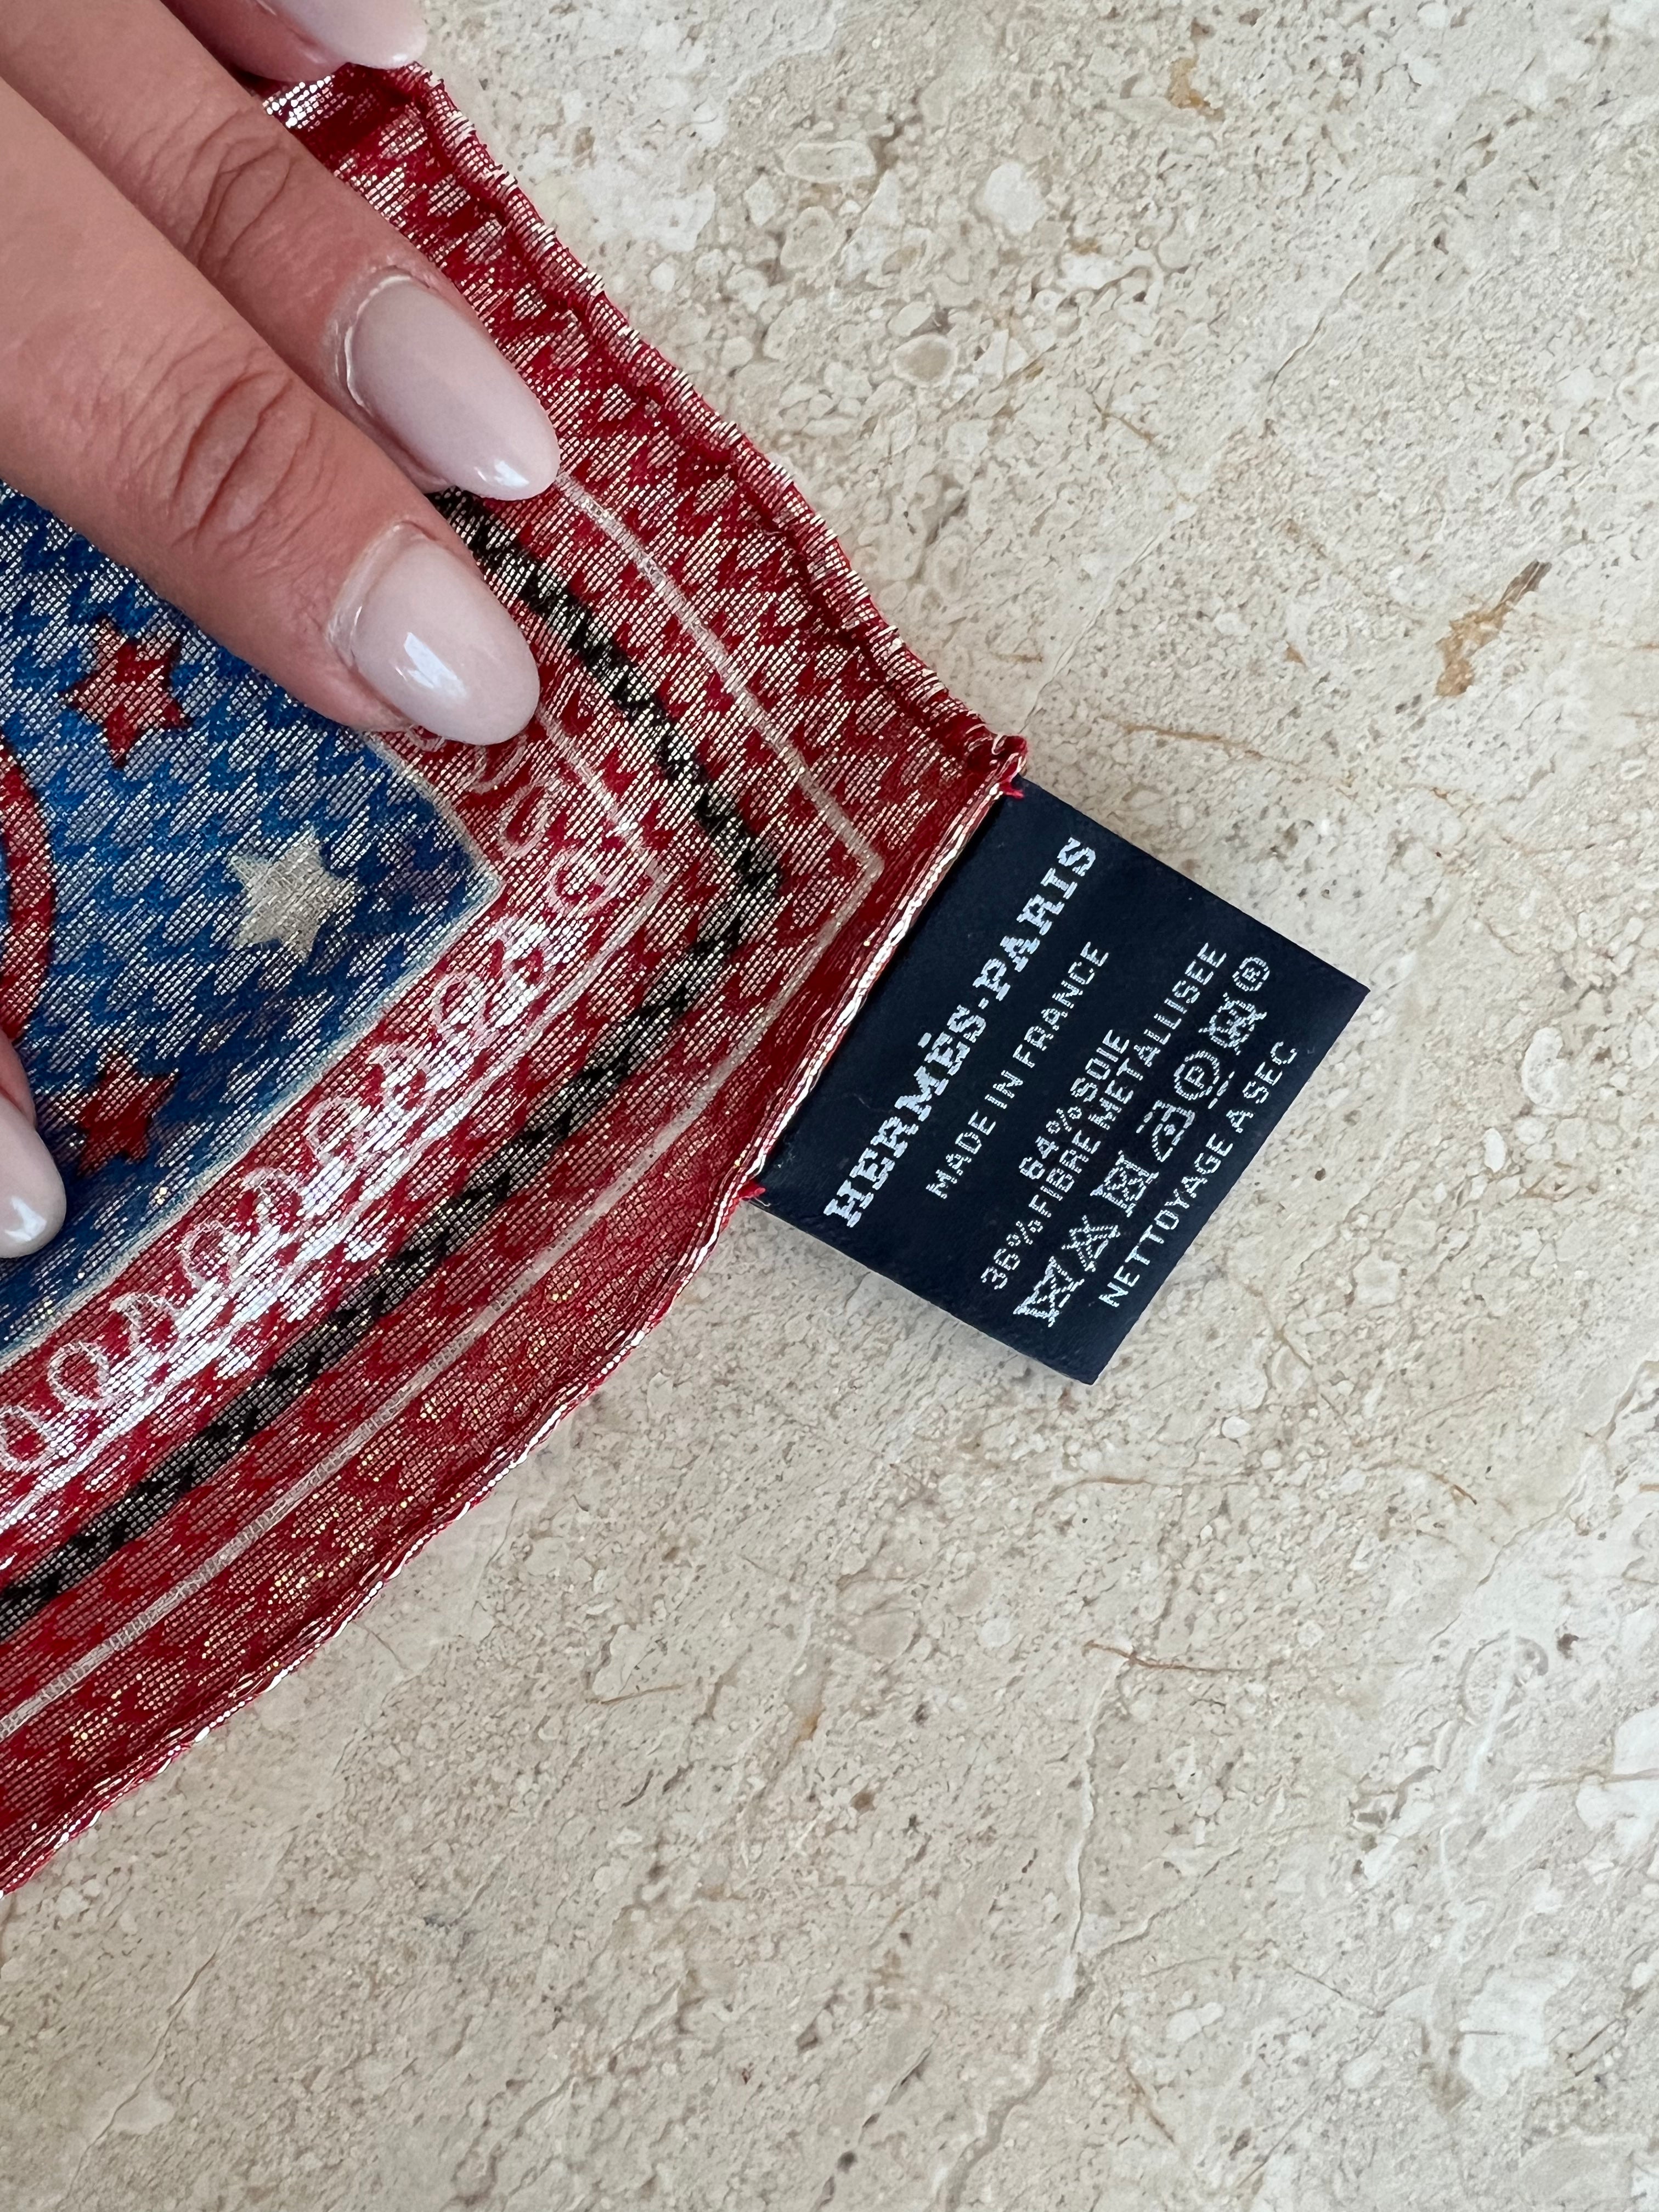 HERMÈS-PARIS
MADE IN FRANCE
64% SOIE
36% FIBRE METALLISEE
P ®
NETTOYAGE A SEC